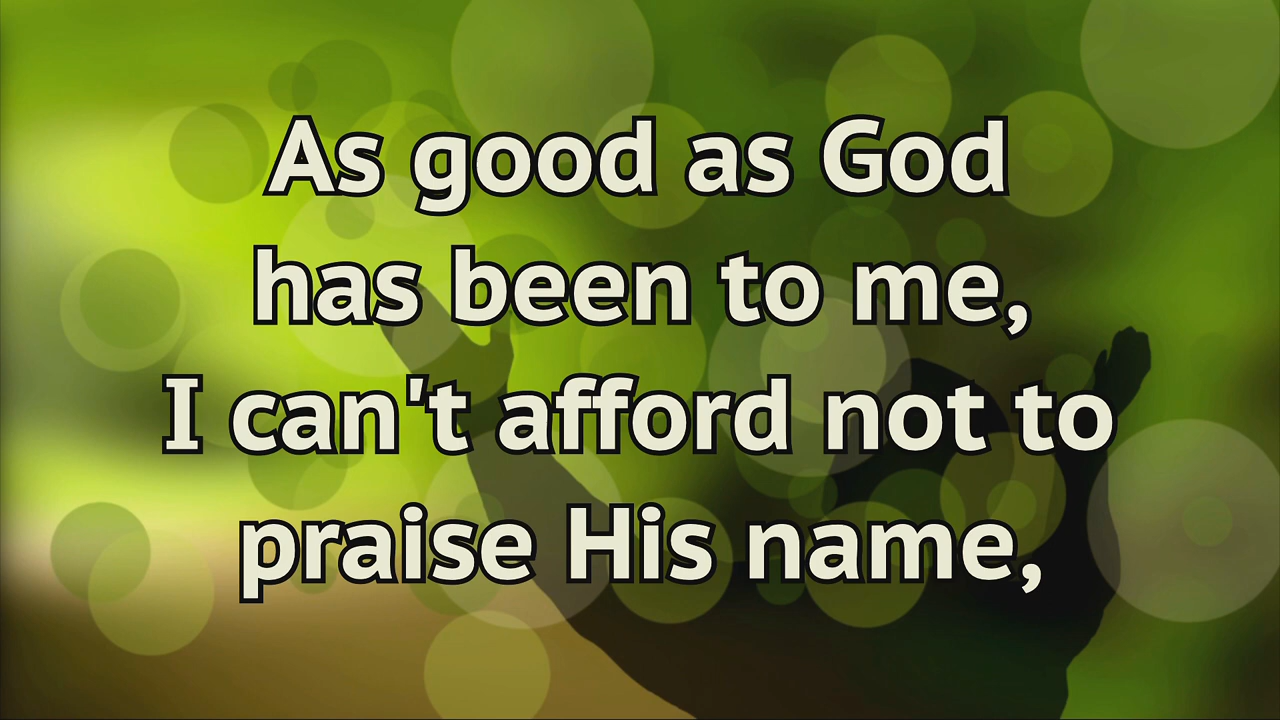 As good as God
has been to me,
I can't afford not to
praise His name,